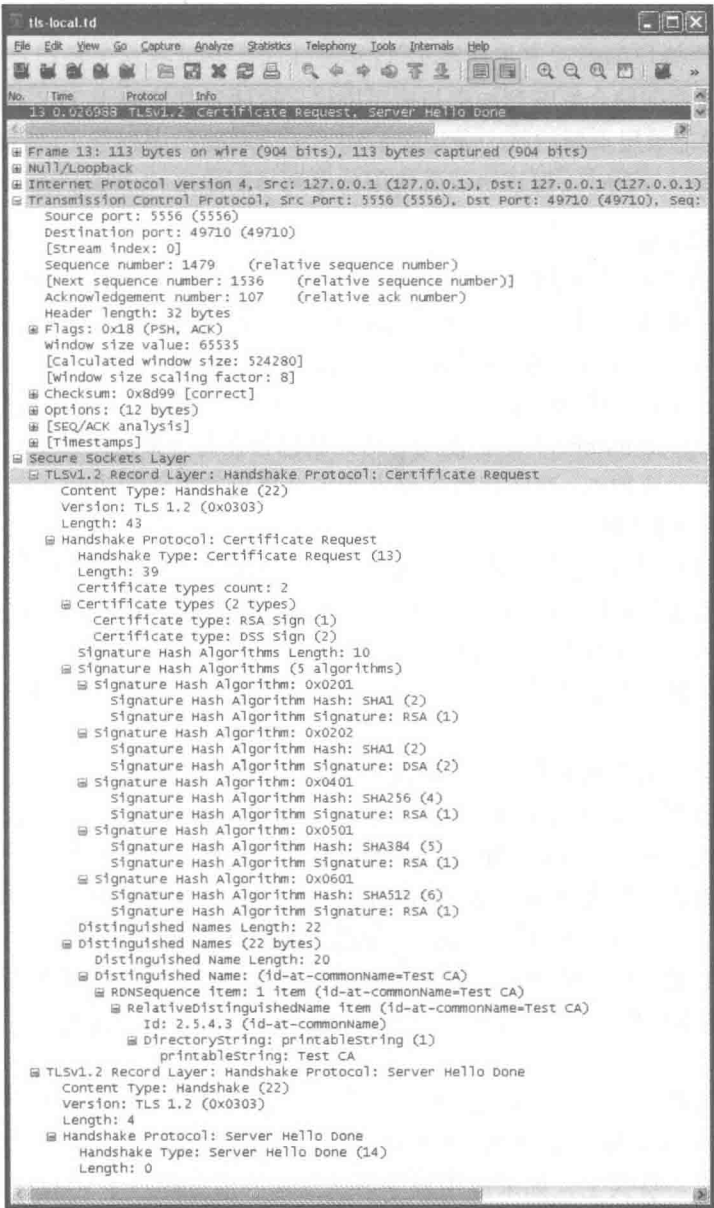 tls-local.td
File Edit View Go Capture Analyze Statistics Telephony Tools Internals Help
No. Time Protocol Info
13 0.026988 TLSv1.2 Certificate Request, Server Hello Done
Frame 13: 113 bytes on wire (904 bits), 113 bytes captured (904 bits)
Null/Loopback
Internet Protocol Version 4, Src: 127.0.0.1 (127.0.0.1), Dst: 127.0.0.1 (127.0.0.1)
Transmission Control Protocol, Src Port: 5556 (5556), Dst Port: 49710 (49710), Seq:
Source port: 5556 (5556)
Destination port: 49710 (49710)
[Stream index: 0]
Sequence number: 1479 (relative sequence number)
[Next sequence number: 1536 (relative sequence number)]
Acknowledgement number: 107 (relative ack number)
Header length: 32 bytes
Flags: 0x18 (PSH, ACK)
Window size value: 65535
[Calculated window size: 524280]
[Window size scaling factor: 8]
Checksum: 0x8d99 [correct]
Options: (12 bytes)
[SEQ/ACK analysis]
[Timestamps]
Secure Sockets Layer
TLSv1.2 Record Layer: Handshake Protocol: Certificate Request
Content Type: Handshake (22)
Version: TLS 1.2 (0x0303)
Length: 43
Handshake Protocol: Certificate Request
Handshake Type: Certificate Request (13)
Length: 39
Certificate types count: 2
Certificate types (2 types)
Certificate type: RSA Sign (1)
Certificate type: DSS Sign (2)
Signature Hash Algorithms Length: 10
Signature Hash Algorithms (5 algorithms)
Signature Hash Algorithm: 0x0201
Signature Hash Algorithm Hash: SHA1 (2)
Signature Hash Algorithm Signature: RSA (1)
Signature Hash Algorithm: 0x0202
Signature Hash Algorithm Hash: SHA1 (2)
Signature Hash Algorithm Signature: DSA (2)
Signature Hash Algorithm: 0x0401
Signature Hash Algorithm Hash: SHA256 (4)
Signature Hash Algorithm Signature: RSA (1)
Signature Hash Algorithm: 0x0501
Signature Hash Algorithm Hash: SHA384 (5)
Signature Hash Algorithm Signature: RSA (1)
Signature Hash Algorithm: 0x0601
Signature Hash Algorithm Hash: SHA512 (6)
Signature Hash Algorithm Signature: RSA (1)
Distinguished Names Length: 22
Distinguished Names (22 bytes)
Distinguished Name Length: 20
Distinguished Name: (id-at-commonName=Test CA)
RDNSequence item: 1 item (id-at-commonName=Test CA)
RelativeDistinguishedName item (id-at-commonName=Test CA)
Id: 2.5.4.3 (id-at-commonName)
DirectoryString: printableString (1)
printableString: Test CA
TLSv1.2 Record Layer: Handshake Protocol: Server Hello Done
Content Type: Handshake (22)
Version: TLS 1.2 (0x0303)
Length: 4
Handshake Protocol: Server Hello Done
Handshake Type: Server Hello Done (14)
Length: 0